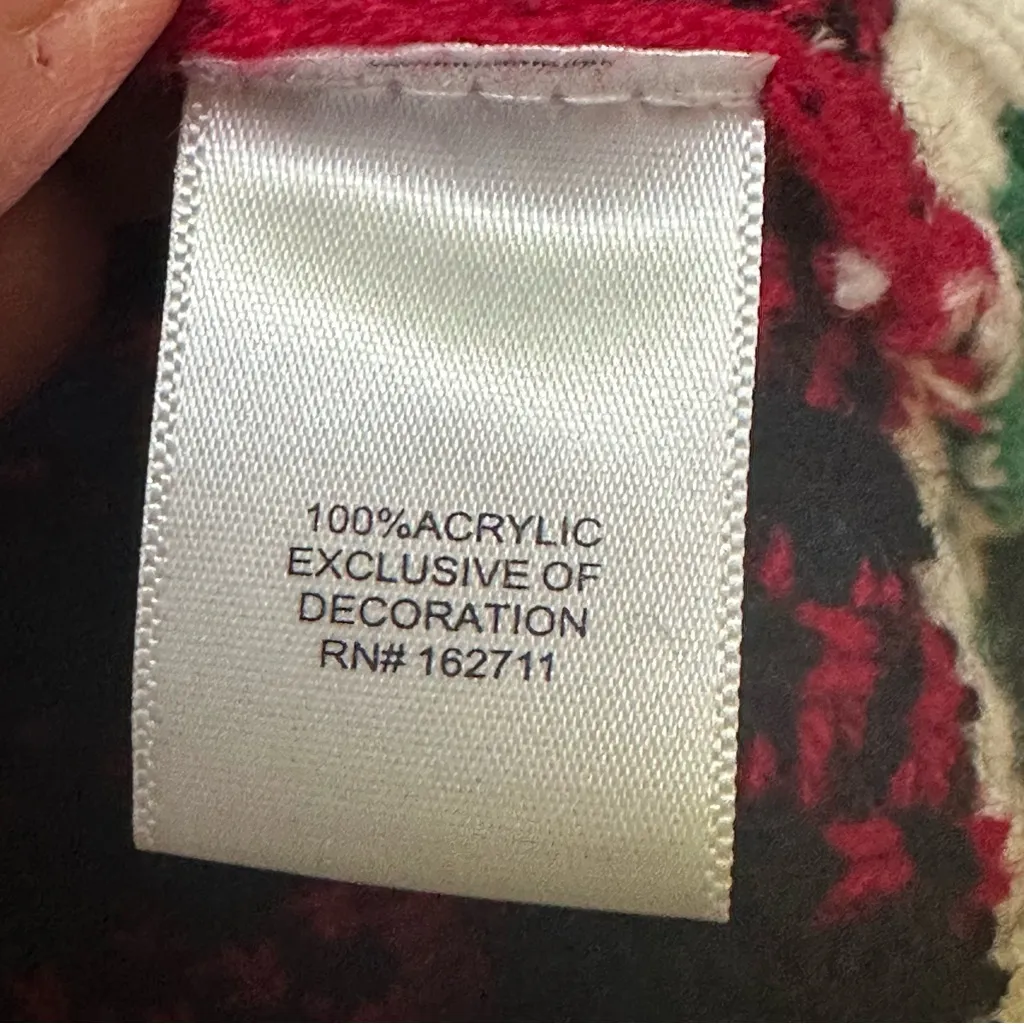 100%ACRYLIC
EXCLUSIVE OF
DECORATION
RN# 162711